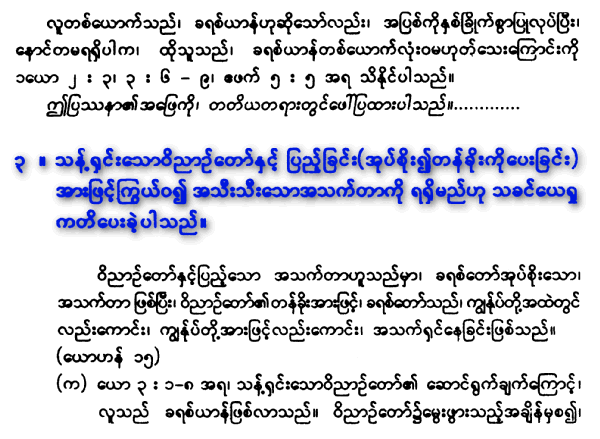 လူတစ်ယောက်သည်၊ ခရစ်ယာန်ဟုဆိုသော်လည်း၊ အပြစ်ကိုနှစ်ခြိုက်စွာပြုလုပ်ပြီး၊
နောင်တမရရှိပါက၊ ထိုသူသည်၊ ခရစ်ယာန်တစ်ယောက်လုံးဝမဟုတ်သေးကြောင်းကို
၁ယော ၂ : ၃၊ ၃ : ၆ – ၉၊ ဧဖက် ၅ : ၅ အရ သိနိုင်ပါသည်။
ဤပြဿနာ၏အဖြေကို၊ တတိယတရားတွင်ဖေါ်ပြထားပါသည်။.............
၃ ။ သန့်ရှင်းသောဝိညာဉ်တော်နှင့် ပြည့်ခြင်း(အုပ်စိုး၍တန်ခိုးကိုပေးခြင်း)
အားဖြင့်ကြွယ်ဝ၍ အသီးသီးသောအသက်တာကို ရရှိမည်ဟု သခင်ယေရှု
ကတိပေးခဲ့ပါသည်။
ဝိညာဉ်တော်နှင့်ပြည့်သော အသက်တာဟူသည်မှာ၊ ခရစ်တော်အုပ်စိုးသော၊
အသက်တာ ဖြစ်ပြီး၊ ဝိညာဉ်တော်၏တန်ခိုးအားဖြင့်၊ ခရစ်တော်သည်၊ ကျွန်ုပ်တို့အထဲတွင်
လည်းကောင်း၊ ကျွန်ုပ်တို့အားဖြင့်လည်းကောင်း၊ အသက်ရှင်နေခြင်းဖြစ်သည်။
(ယောဟန် ၁၅)
(က) ယော ၃ : ၁–၈ အရ၊ သန့်ရှင်းသောဝိညာဉ်တော်၏ ဆောင်ရွက်ချက်ကြောင့်၊
လူသည် ခရစ်ယာန်ဖြစ်လာသည်။ ဝိညာဉ်တော်၌မွေးဖွားသည့်အချိန်မှစ၍၊